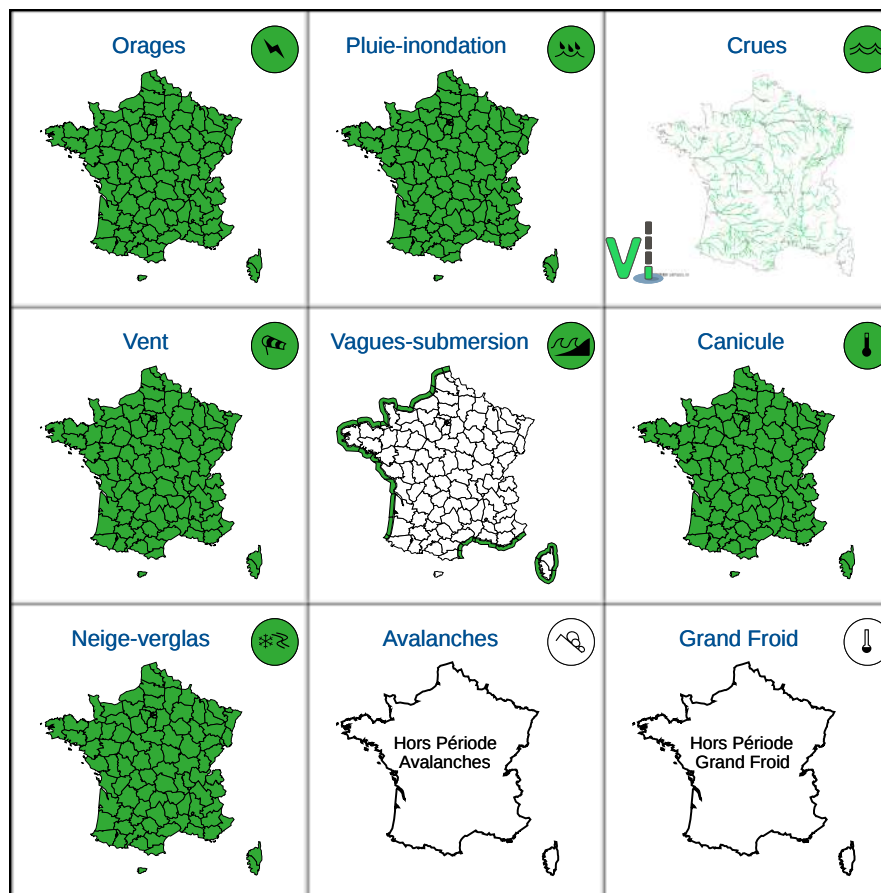 Orages
Pluie-inondation
Crues
Vent
Vagues-submersion
Canicule
Neige-verglas
Avalanches
Grand Froid
Hors Période
Avalanches
Hors Période
Grand Froid